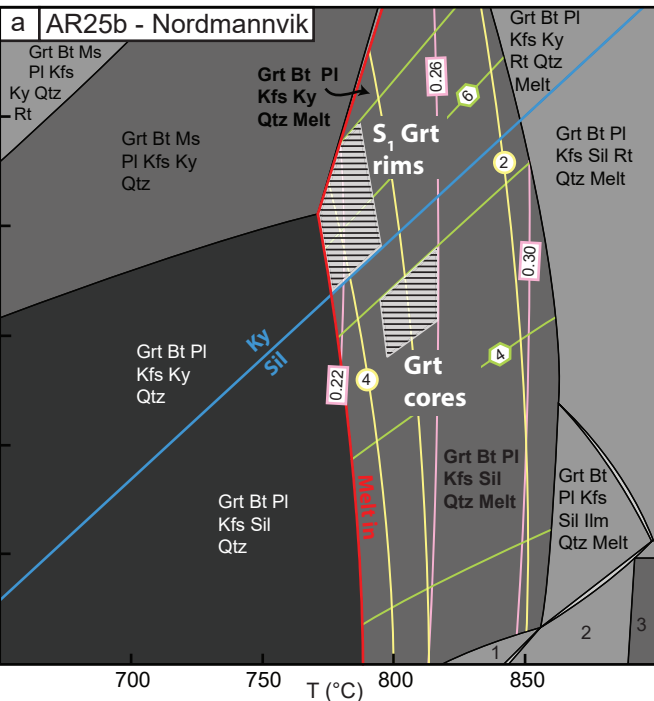 a AR25b - Nordmannvik
Grt Bt Ms
Pl Kfs
Ky Qtz
Rt
Grt Bt Ms
Pl Kfs Ky
Qtz
Grt Bt Pl
Kfs Ky
Qtz Melt
0.26
6
Grt Bt Pl
Kfs Ky
Rt Qtz
Melt
S1 Grt
rims
2
Grt Bt Pl
Kfs Sil Rt
Qtz Melt
0.30
Ky
Sil
Grt Bt Pl
Kfs Ky
Qtz
0.22
4
Grt
cores
4
Grt Bt Pl
Kfs Sil
Qtz Melt
Melt in
Grt Bt Pl
Kfs Sil
Qtz
Grt Bt
Pl Kfs
Sil Ilm
Qtz Melt
1
2
3
700
750
800
850
T (°C)